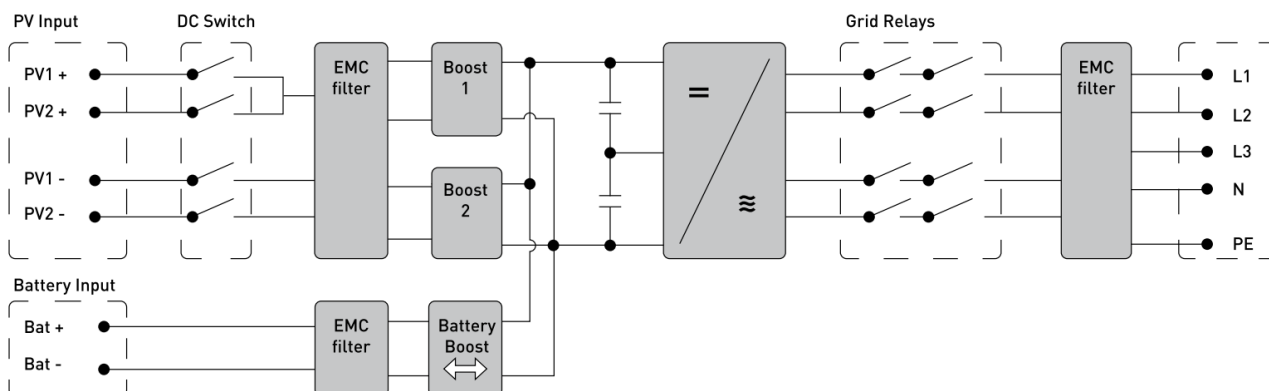 PV Input
DC Switch
Grid Relays
PV1 +
PV2 +
PV1 -
PV2 -
EMC
filter
Boost
1
Boost
2
=
≋
EMC
filter
L1
L2
L3
N
PE
Battery Input
Bat +
Bat -
EMC
filter
Battery
Boost